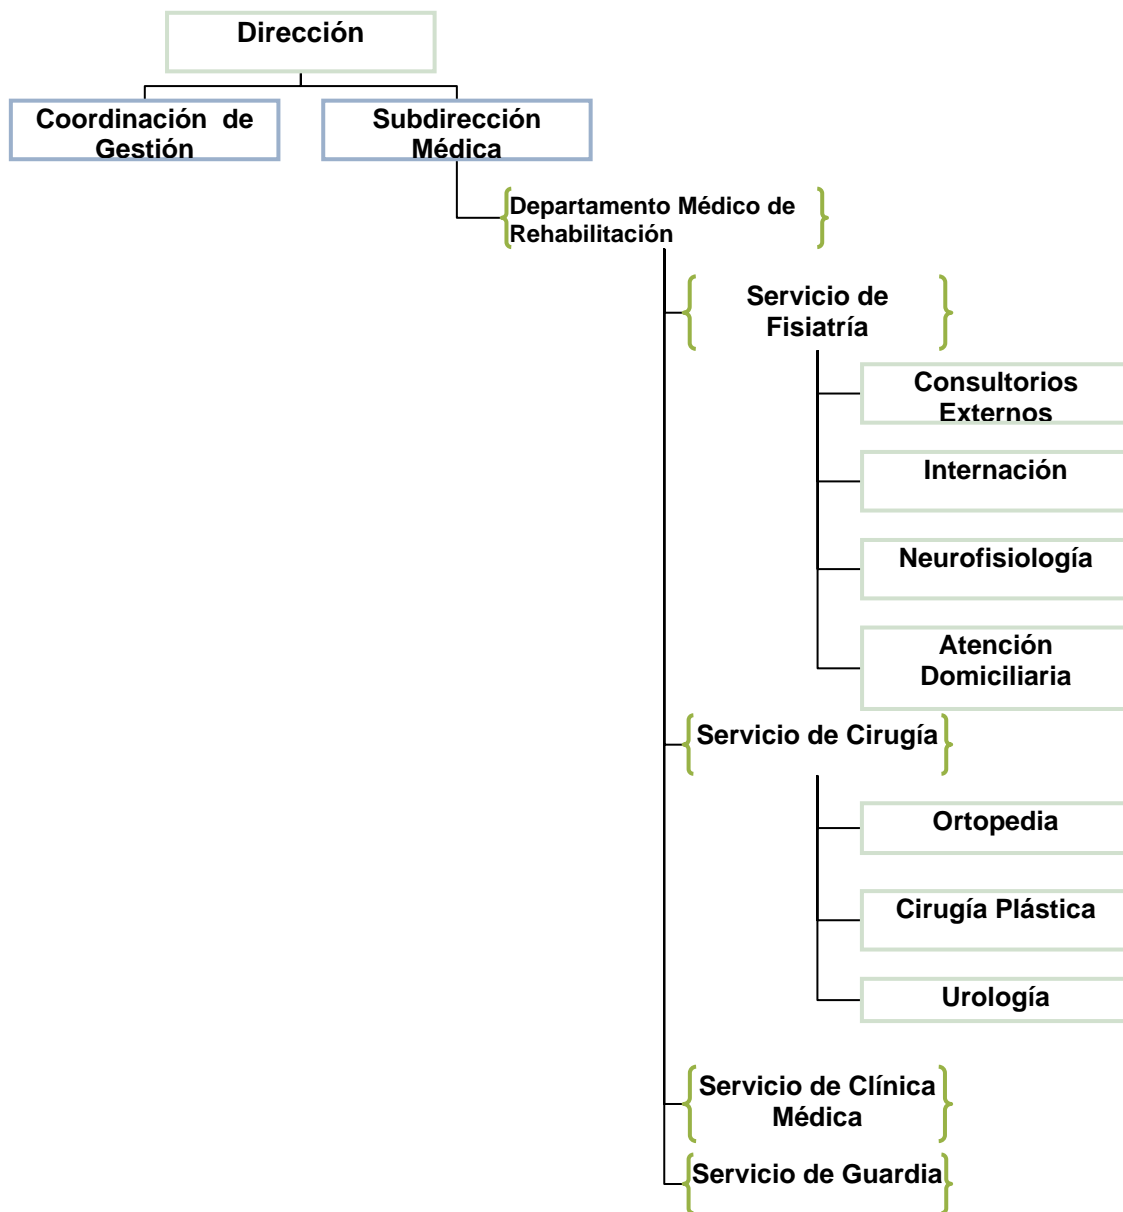 Dirección
Coordinación de
Gestión
Subdirección
Médica
Departamento Médico de
Rehabilitación
Servicio de
Fisiatría
Consultorios
Externos
Internación
Neurofisiología
Atención
Domiciliaria
Servicio de Cirugía
Ortopedia
Cirugía Plástica
Urología
Servicio de Clínica
Médica
Servicio de Guardia